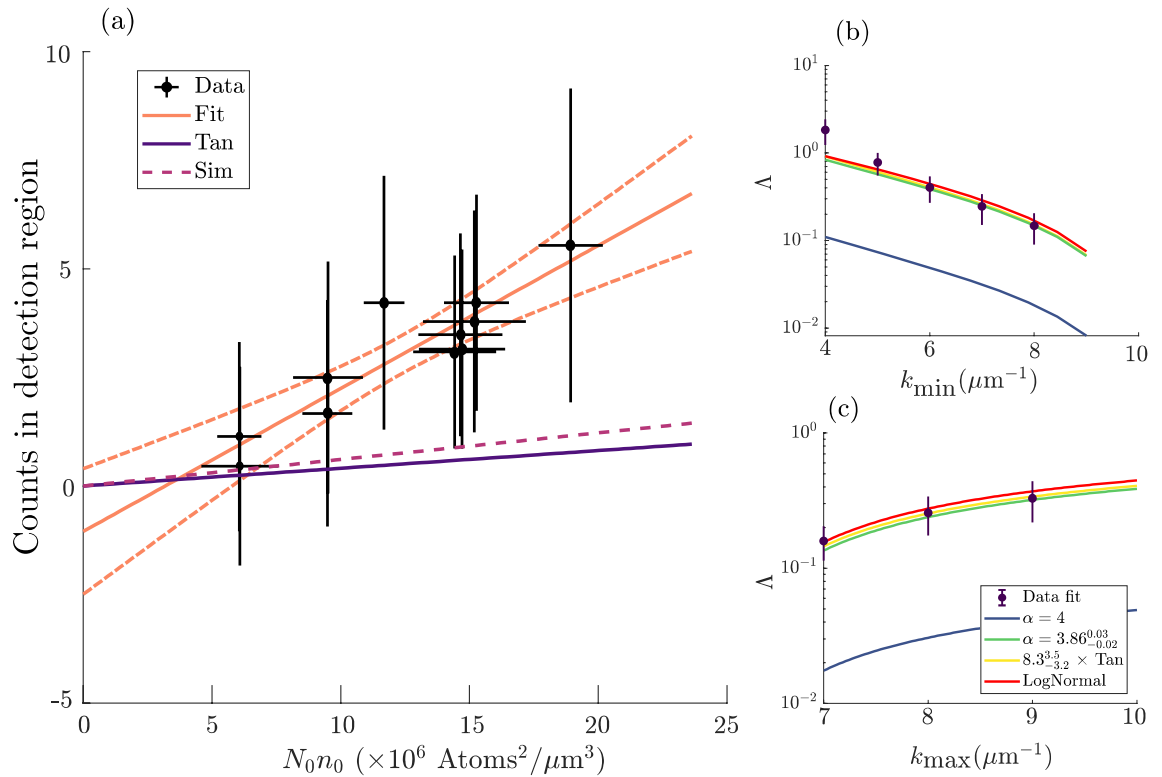 (a)
10
5
0
-5
Counts in detection region
Data
Fit
Tan
Sim
0 5 10 15 20 25
N₀n₀ (×10⁶ Atoms²/μm³)
(b)
10¹
10⁰
10⁻¹
10⁻²
Λ
4 6 8 10
k_min(μm⁻¹)
(c)
10⁰
10⁻¹
10⁻²
Λ
Data fit
α = 4
α = 3.86^{0.03}_{-0.02}
8.3^{3.5}_{-3.2} × Tan
LogNormal
7 8 9 10
k_max(μm⁻¹)